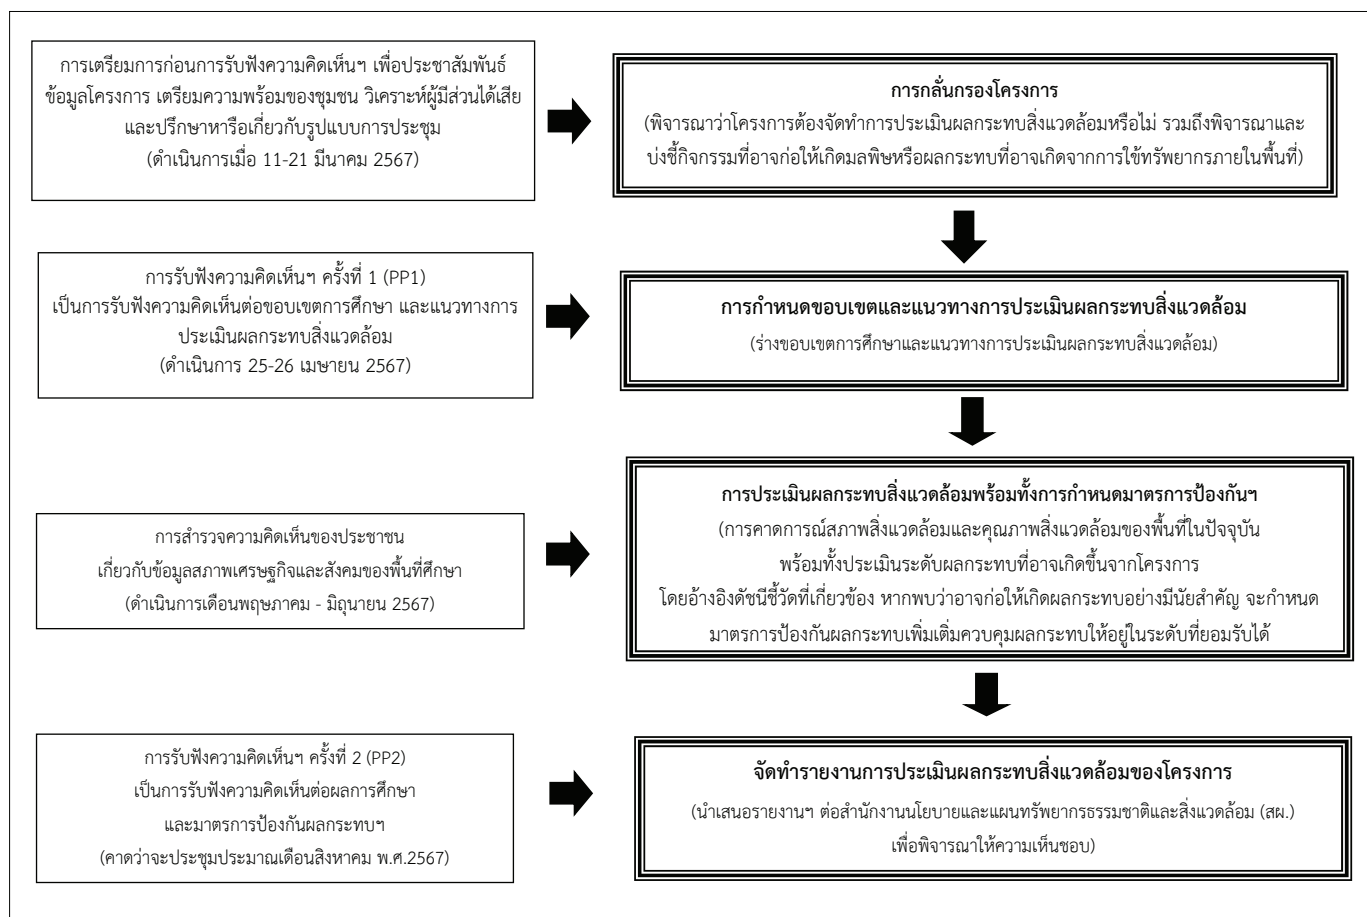 การเตรียมการก่อนการรับฟังความคิดเห็นฯ เพื่อประชาสัมพันธ์
ข้อมูลโครงการ เตรียมความพร้อมของชุมชน วิเคราะห์ผู้มีส่วนได้เสีย
และปรึกษาหารือเกี่ยวกับรูปแบบการประชุม
(ดำเนินการเมื่อ 11-21 มีนาคม 2567)
การกลั่นกรองโครงการ
(พิจารณาว่าโครงการต้องจัดทำการประเมินผลกระทบสิ่งแวดล้อมหรือไม่ รวมถึงพิจารณาและ
บ่งชี้กิจกรรมที่อาจก่อให้เกิดมลพิษหรือผลกระทบที่อาจเกิดจากการใช้ทรัพยากรภายในพื้นที่)
การรับฟังความคิดเห็นฯ ครั้งที่ 1 (PP1)
เป็นการรับฟังความคิดเห็นต่อขอบเขตการศึกษา และแนวทางการ
ประเมินผลกระทบสิ่งแวดล้อม
(ดำเนินการ 25-26 เมษายน 2567)
การกำหนดขอบเขตและแนวทางการประเมินผลกระทบสิ่งแวดล้อม
(ร่างขอบเขตการศึกษาและแนวทางการประเมินผลกระทบสิ่งแวดล้อม)
การสำรวจความคิดเห็นของประชาชน
เกี่ยวกับข้อมูลสภาพเศรษฐกิจและสังคมของพื้นที่ศึกษา
(ดำเนินการเดือนพฤษภาคม - มิถุนายน 2567)
การประเมินผลกระทบสิ่งแวดล้อมพร้อมทั้งการกำหนดมาตรการป้องกันฯ
(การคาดการณ์สภาพสิ่งแวดล้อมและคุณภาพสิ่งแวดล้อมของพื้นที่ในปัจจุบัน
พร้อมทั้งประเมินระดับผลกระทบที่อาจเกิดขึ้นจากโครงการ
โดยอ้างอิงดัชนีชี้วัดที่เกี่ยวข้อง หากพบว่าอาจก่อให้เกิดผลกระทบอย่างมีนัยสำคัญ จะกำหนด
มาตรการป้องกันผลกระทบเพิ่มเติ่มควบคุมผลกระทบให้อยู่ในระดับที่ยอมรับได้
การรับฟังความคิดเห็นฯ ครั้งที่ 2 (PP2)
เป็นการรับฟังความคิดเห็นต่อผลการศึกษา
และมาตรการป้องกันผลกระทบฯ
(คาดว่าจะประชุมประมาณเดือนสิงหาคม พ.ศ.2567)
จัดทำรายงานการประเมินผลกระทบสิ่งแวดล้อมของโครงการ
(นำเสนอรายงานฯ ต่อสำนักงานนโยบายและแผนทรัพยากรธรรมชาติและสิ่งแวดล้อม (สผ.)
เพื่อพิจารณาให้ความเห็นชอบ)